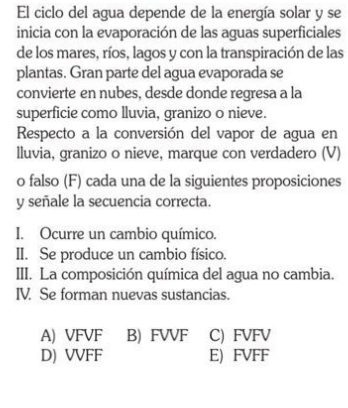 El ciclo del agua depende de la energía solar y se
inicia con la evaporación de las aguas superficiales
de los mares, ríos, lagos y con la transpiración de las
plantas. Gran parte del agua evaporada se
convierte en nubes, desde donde regresa a la
superficie como lluvia, granizo o nieve.
Respecto a la conversión del vapor de agua en
lluvia, granizo o nieve, marque con verdadero (V)
o falso (F) cada una de la siguientes proposiciones
y señale la secuencia correcta.
I. Ocurre un cambio químico.
II. Se produce un cambio físico.
III. La composición química del agua no cambia.
IV. Se forman nuevas sustancias.
A) VFVF B) FVVF C) FVFV
D) VVFF E) FVFF